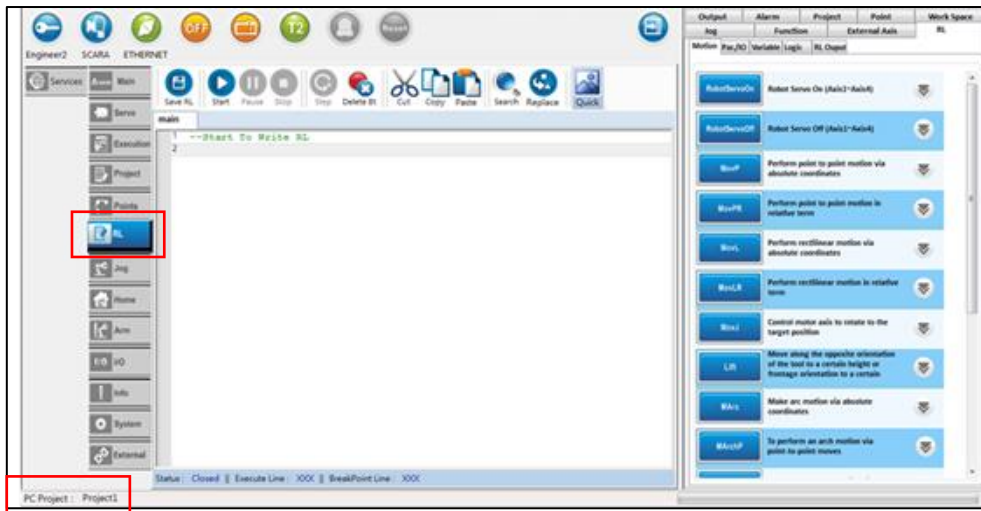 OFF
T2
Reset
Engineer2 SCARA ETHERNET
Services
Main
Servo
Execution
Project
Points
RL
Jog
Home
Arm
I/O I/O
Info
System
External
Save RL Start Pause Stop Step Delete Bt Cut Copy Paste Search Replace Quick
main
1 --Start To Write RL
2
Status : Closed || Execute Line : XXX || BreakPoint Line : XXX
PC Project : Project1
Output Alarm Project Point Work Space
Jog Function External Axis RL
Motion Par./IO Variable Logic RL Ouput
RobotServoOn Robot Servo On (Axis1~Axis4)
RobotServoOff Robot Servo Off (Axis1~Axis4)
MovP Perform point to point motion via
absolute coordinates
MovPR Perform point to point motion in
relative term
MovL Perform rectilinear motion via
absolute coordinates
MovLR Perform rectilinear motion in relative
term
MovJ Control motor axis to rotate to the
target position
Lift Move along the opposite orientation
of the tool to a certain height or
frontage orientation to a certain
MArc Make arc motion via absolute
coordinates
MArchP To perform an arch motion via
point-to-point moves